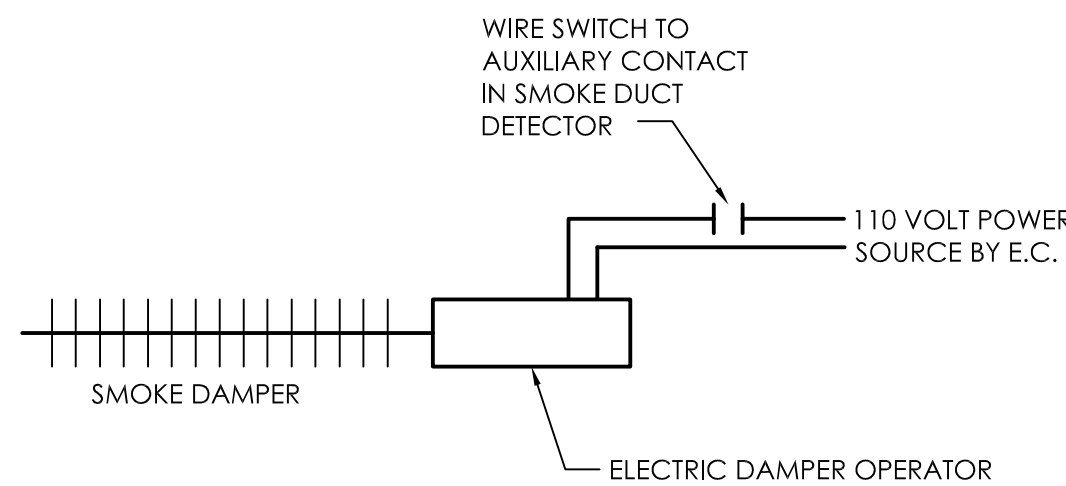 WIRE SWITCH TO
AUXILIARY CONTACT
IN SMOKE DUCT
DETECTOR
110 VOLT POWER
SOURCE BY E.C.
SMOKE DAMPER
ELECTRIC DAMPER OPERATOR